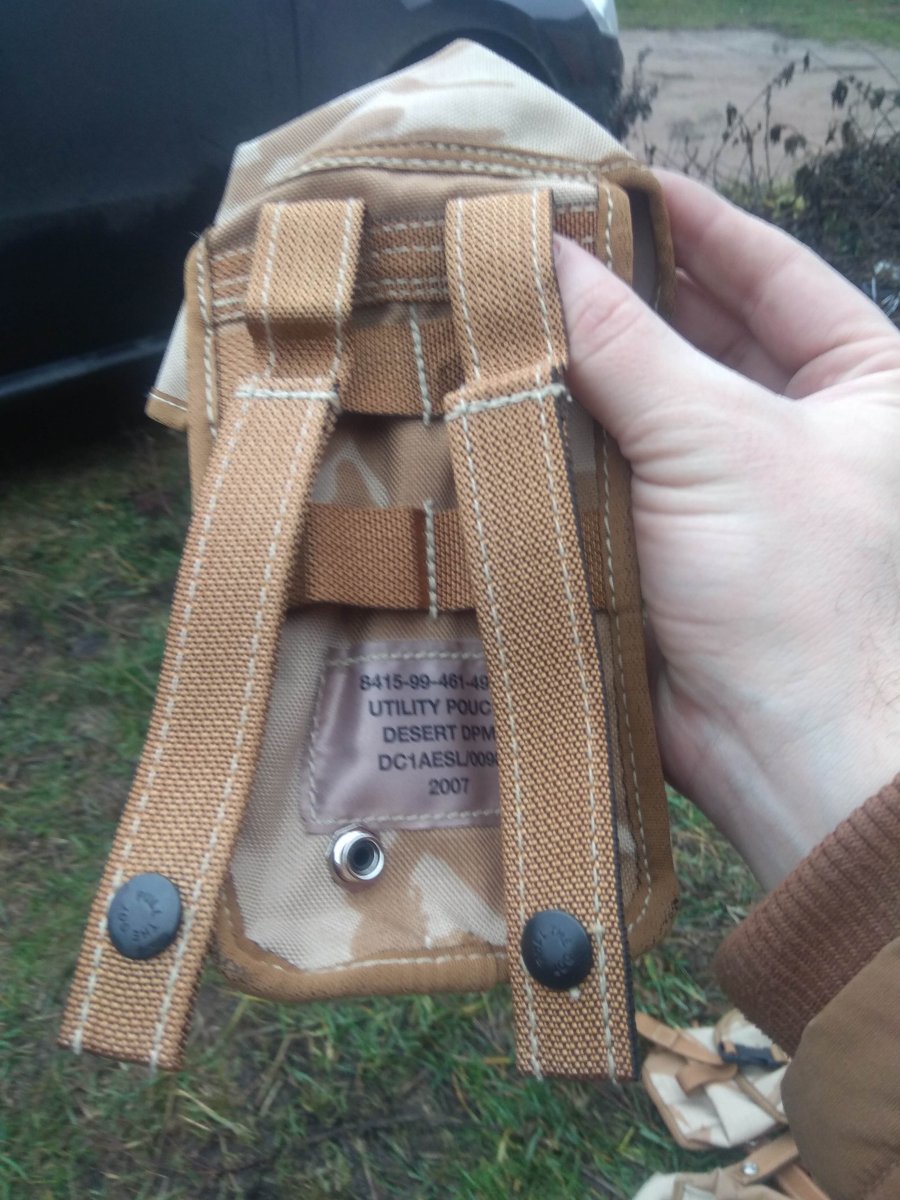 8415-99-461-49
UTILITY POUC
DESERT DPM
DC1AESL/009
2007